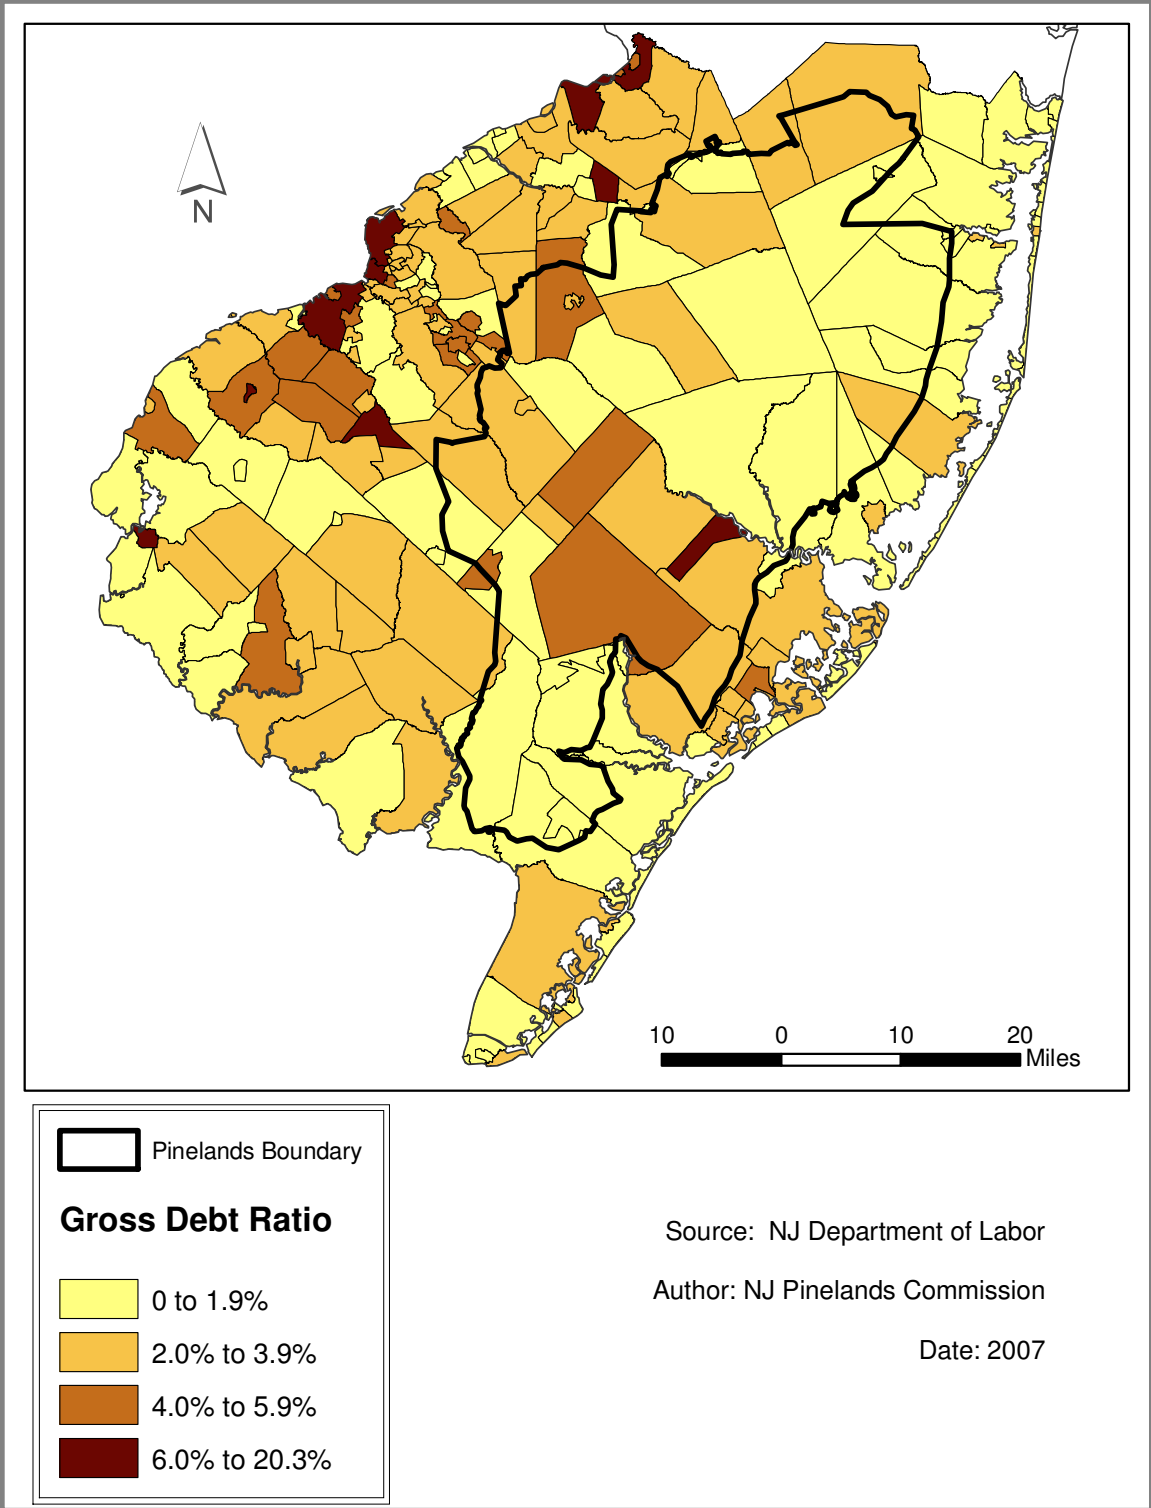 N
10 0 10 20
Miles
Pinelands Boundary
Gross Debt Ratio
0 to 1.9%
2.0% to 3.9%
4.0% to 5.9%
6.0% to 20.3%
Source: NJ Department of Labor
Author: NJ Pinelands Commission
Date: 2007